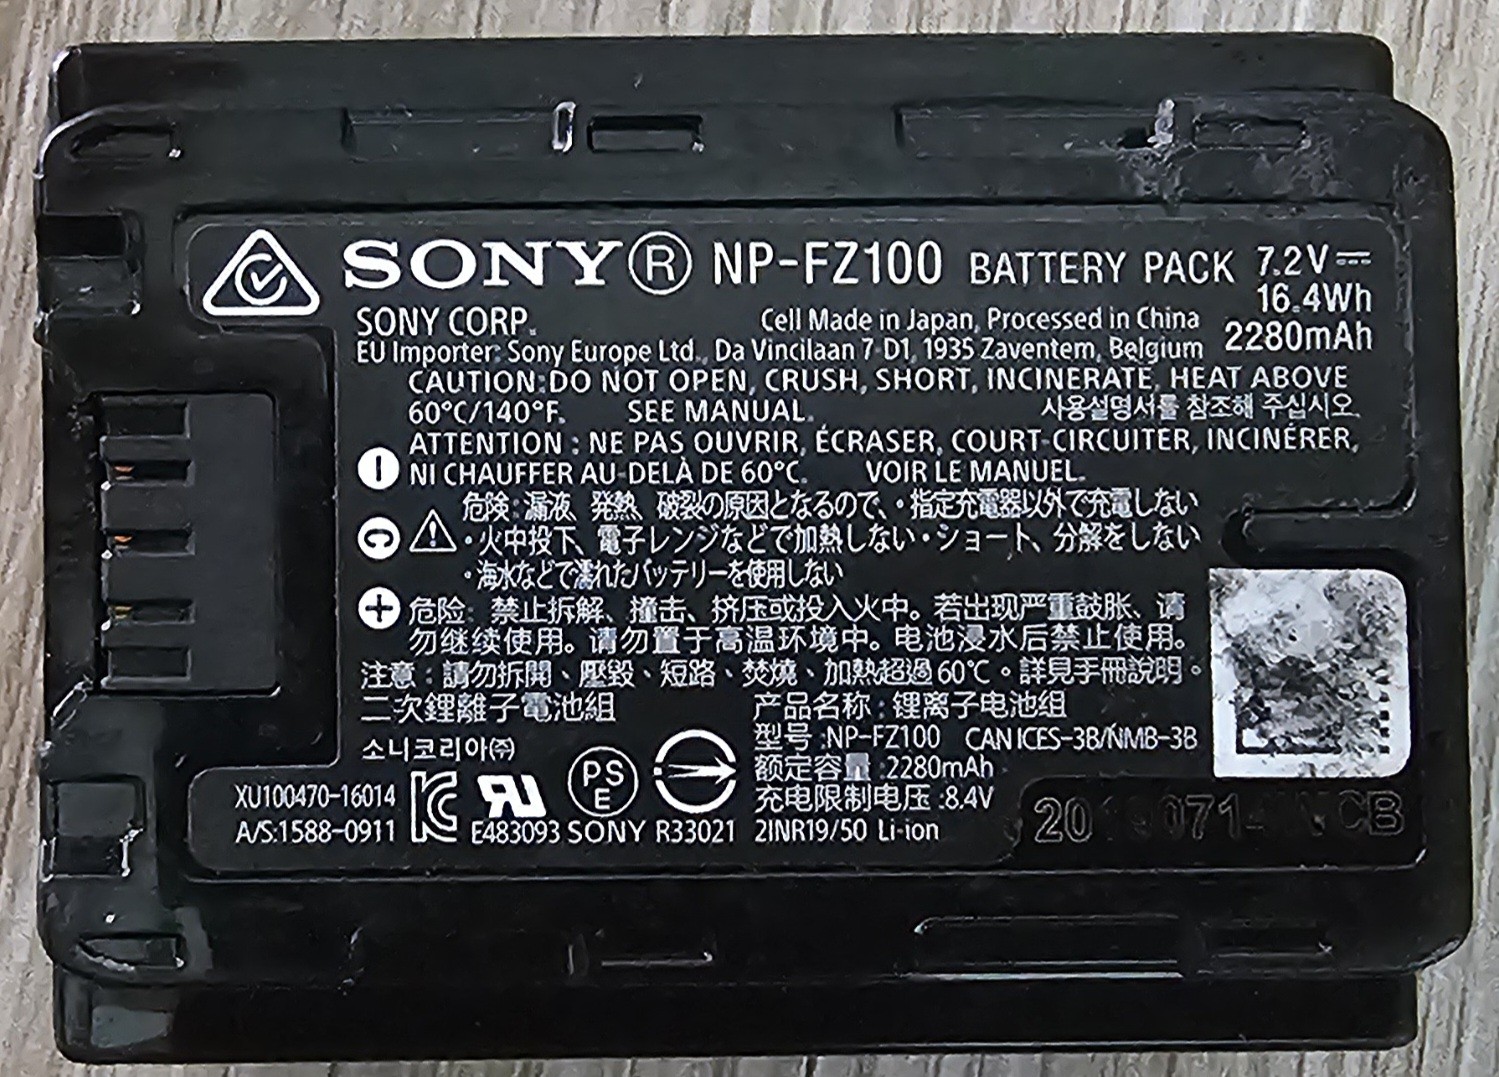 SONY® NP-FZ100 BATTERY PACK 7.2V⎓
16.4Wh
SONY CORP. Cell Made in Japan, Processed in China 2280mAh
EU Importer: Sony Europe Ltd., Da Vincilaan 7-D1, 1935 Zaventem, Belgium
CAUTION:DO NOT OPEN, CRUSH, SHORT, INCINERATE, HEAT ABOVE
60°C/140°F. SEE MANUAL. 사용설명서를 참조해 주십시오.
ATTENTION : NE PAS OUVRIR, ÉCRASER, COURT-CIRCUITER, INCINÉRER,
NI CHAUFFER AU-DELÀ DE 60°C. VOIR LE MANUEL.
危険:漏液、発熱、破裂の原因となるので、・指定充電器以外で充電しない
C ・火中投下、電子レンジなどで加熱しない・ショート、分解をしない
・海水などで濡れたバッテリーを使用しない
+ 危险: 禁止拆解、撞击、挤压或投入火中。若出现严重鼓胀、请
勿继续使用。请勿置于高温环境中。电池浸水后禁止使用。
注意:請勿拆開、壓毀、短路、焚燒、加熱超過60℃。詳見手冊說明。
二次鋰離子電池組 产品名称:锂离子电池组
型号:NP-FZ100 CAN ICES-3B/NMB-3B
소니코리아㈜ 额定容量:2280mAh
充电限制电压:8.4V
XU100470-16014 PSE
A/S:1588-0911 E483093 SONY R33021 2INR19/50 Li-ion